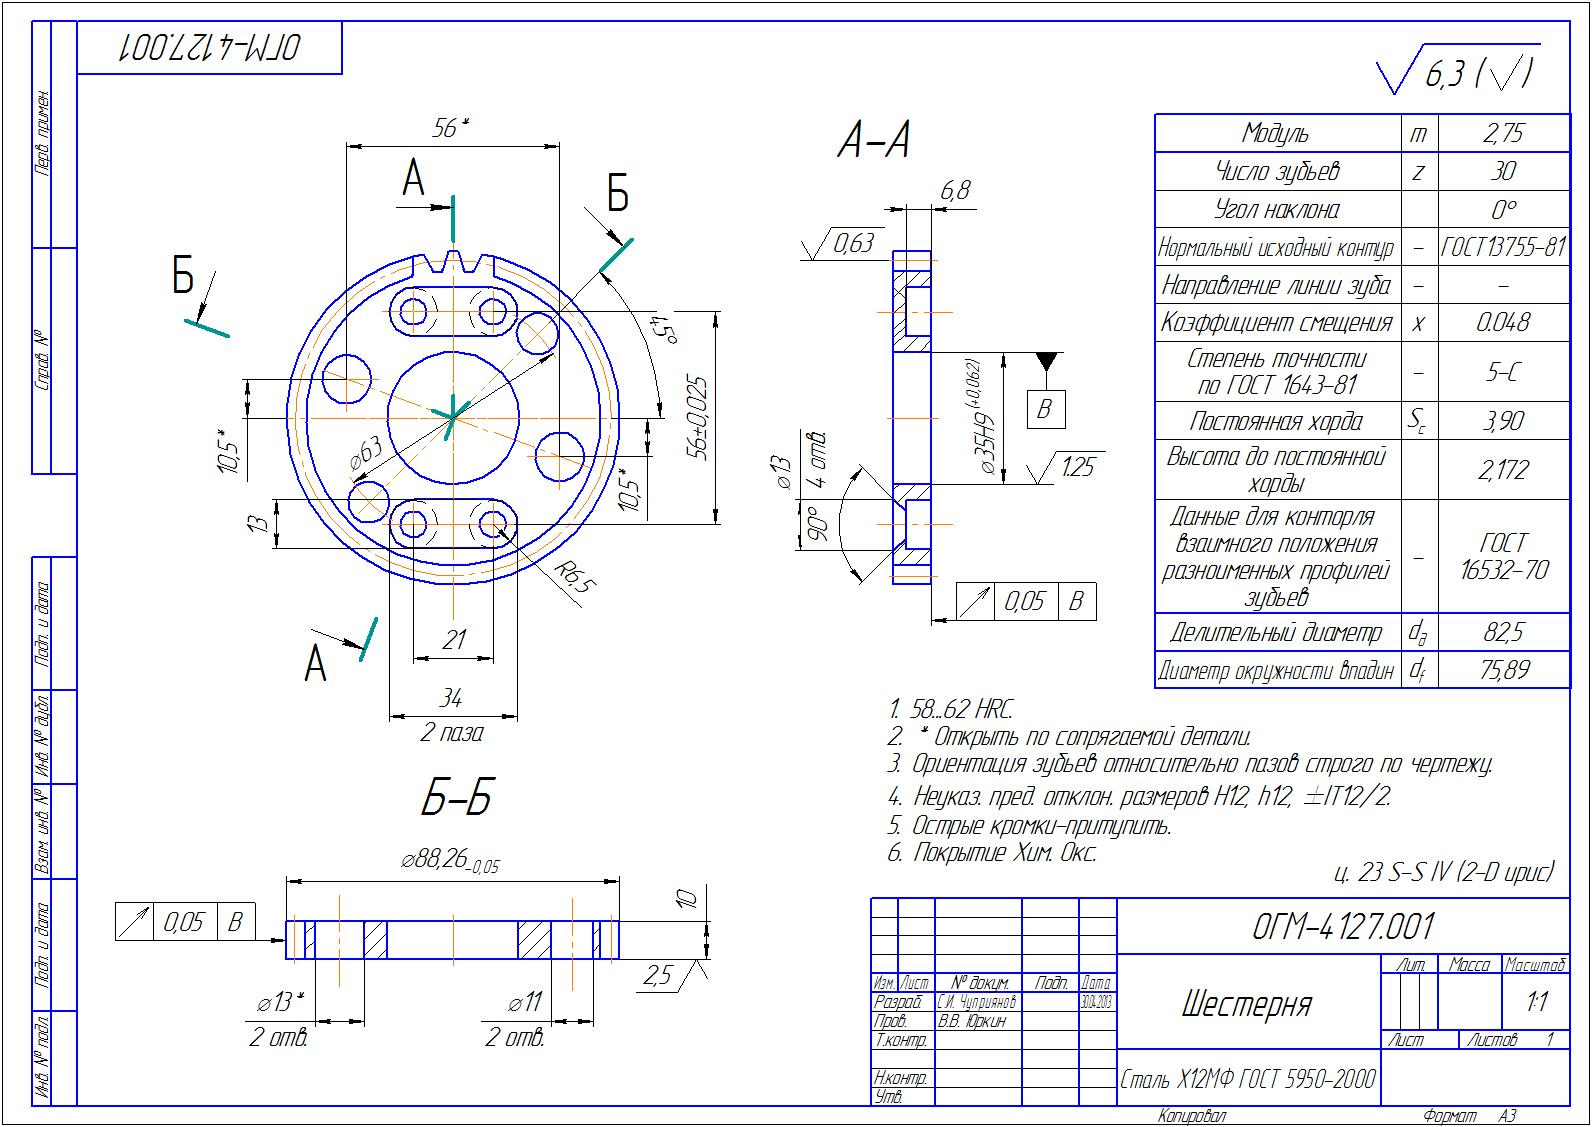 ОГМ-4127.001
6,3 (√)
Перв. примен.
Справ. №
Подп. и дата
Инв. № дубл.
Взам. инв. №
Подп. и дата
Инв. № подл.
56*
А
Б
Б
45°
56±0,025
10,5*
10,5*
⌀63
13
R6,5
А
21
34
2 паза
А-А
6,8
0,63
⌀35H9(+0,062)
В
1.25
⌀13
4 отв.
90°
0,05 В
Б-Б
⌀88,26-0,05
10
0,05 В
2,5
⌀13*
2 отв.
⌀11
2 отв.
Модуль m 2,75
Число зубьев z 30
Угол наклона 0°
Нормальный исходный контур - ГОСТ13755-81
Направление линии зуба - -
Коэффициент смещения x 0.048
Степень точности
по ГОСТ 1643-81 - 5-С
Постоянная хорда Sc 3,90
Высота до постоянной
хорды 2,172
Данные для конторля
взаимного положения
разноименных профилей
зубьев - ГОСТ
16532-70
Делительный диаметр dд 82,5
Диаметр окружности впадин df 75,89
1. 58...62 HRC.
2. * Открыть по сопрягаемой детали.
3. Ориентация зубьев относительно пазов строго по чертежу.
4. Неуказ. пред. отклон. размеров H12, h12, ±IT12/2.
5. Острые кромки-притупить.
6. Покрытие Хим. Окс.
ц. 23 S-S IV (2-D ирис)
ОГМ-4127.001
Изм. Лист № докум. Подп. Дата
Разраб. С.И. Чуприянов 30.04.2013
Пров. В.В. Юркин
Т.контр.
Н.контр.
Утв.
Шестерня
Лит. Масса Масштаб
1:1
Лист Листов 1
Сталь Х12МФ ГОСТ 5950-2000
Копировал Формат А3